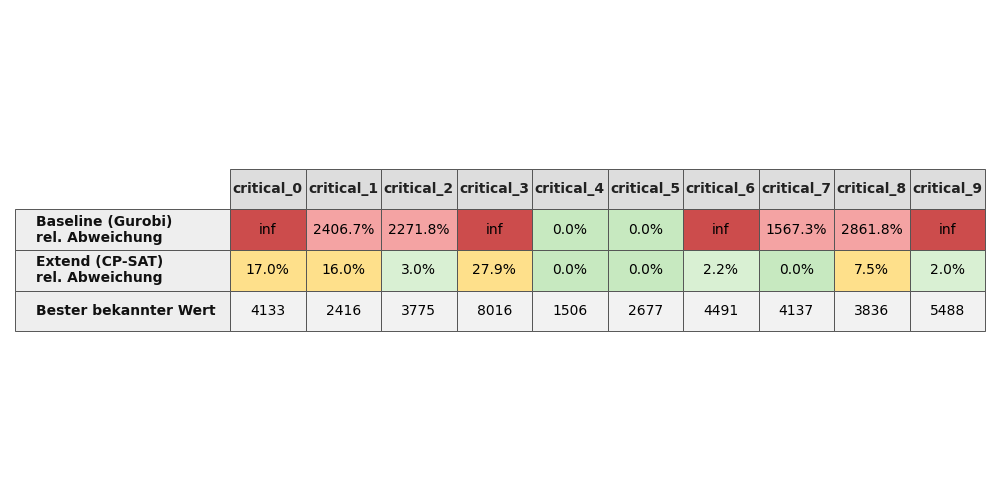 critical_0 critical_1 critical_2 critical_3 critical_4 critical_5 critical_6 critical_7 critical_8 critical_9
Baseline (Gurobi)
rel. Abweichung inf 2406.7% 2271.8% inf 0.0% 0.0% inf 1567.3% 2861.8% inf
Extend (CP-SAT)
rel. Abweichung 17.0% 16.0% 3.0% 27.9% 0.0% 0.0% 2.2% 0.0% 7.5% 2.0%
Bester bekannter Wert 4133 2416 3775 8016 1506 2677 4491 4137 3836 5488